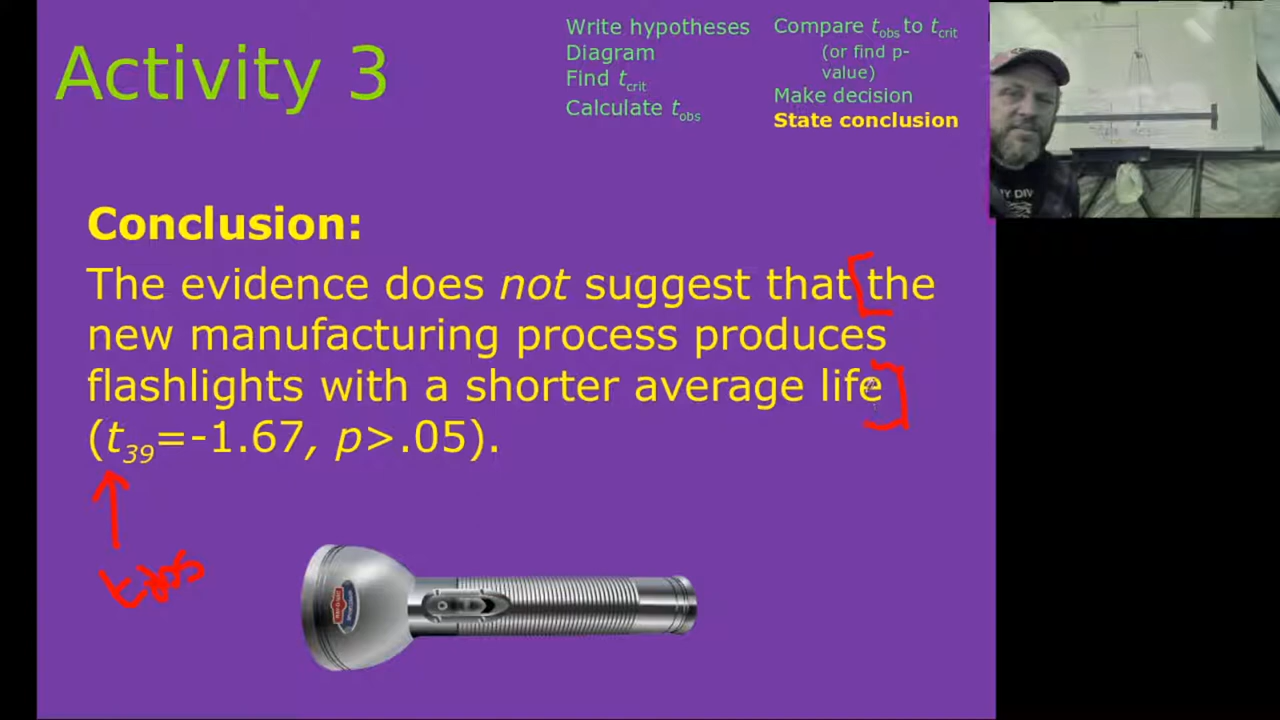 Activity 3
Write hypotheses
Diagram
Find tcrit
Calculate tobs
Compare tobs to tcrit
(or find p-
value)
Make decision
State conclusion
Conclusion:
The evidence does not suggest that the
new manufacturing process produces
flashlights with a shorter average life
(t39=-1.67, p>.05).
tobs